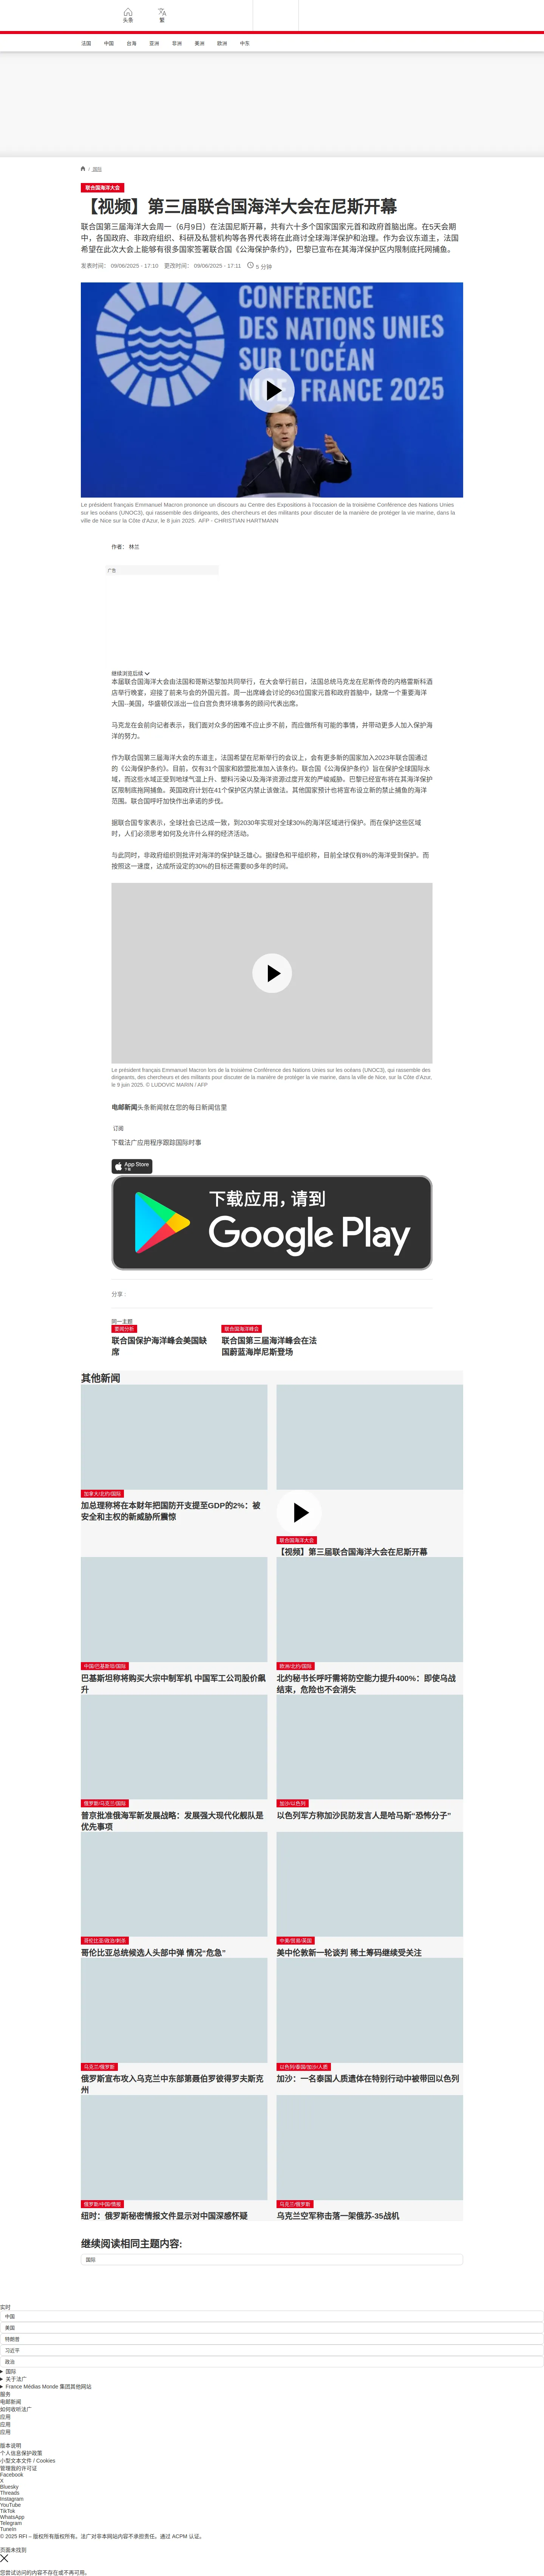 头条
繁
法国 中国 台海 亚洲 非洲 美洲 欧洲 中东
/ 国际
联合国海洋大会
【视频】第三届联合国海洋大会在尼斯开幕
联合国第三届海洋大会周一（6月9日）在法国尼斯开幕，共有六十多个国家国家元首和政府首脑出席。在5天会期
中，各国政府、非政府组织、科研及私营机构等各界代表将在此商讨全球海洋保护和治理。作为会议东道主，法国
希望在此次大会上能够有很多国家签署联合国《公海保护条约》，巴黎已宣布在其海洋保护区内限制底托网捕鱼。
发表时间： 09/06/2025 - 17:10 更改时间： 09/06/2025 - 17:11 5 分钟
CONFÉRENCE
DES NATIONS UNIES
SUR L'OCÉAN
NICE, FRANCE 2025
Le président français Emmanuel Macron prononce un discours au Centre des Expositions à l'occasion de la troisième Conférence des Nations Unies
sur les océans (UNOC3), qui rassemble des dirigeants, des chercheurs et des militants pour discuter de la manière de protéger la vie marine, dans la
ville de Nice sur la Côte d'Azur, le 8 juin 2025. AFP - CHRISTIAN HARTMANN
作者： 林兰
广告
继续浏览后续
本届联合国海洋大会由法国和哥斯达黎加共同举行，在大会举行前日，法国总统马克龙在尼斯传奇的内格雷斯科酒
店举行晚宴，迎接了前来与会的外国元首。周一出席峰会讨论的63位国家元首和政府首脑中，缺席一个重要海洋
大国--美国，华盛顿仅派出一位白宫负责环境事务的顾问代表出席。
马克龙在会前向记者表示，我们面对众多的困难不应止步不前，而应做所有可能的事情，并带动更多人加入保护海
洋的努力。
作为联合国第三届海洋大会的东道主，法国希望在尼斯举行的会议上，会有更多新的国家加入2023年联合国通过
的《公海保护条约》。目前，仅有31个国家和欧盟批准加入该条约。联合国《公海保护条约》旨在保护全球国际水
域，而这些水域正受到地球气温上升、塑料污染以及海洋资源过度开发的严峻威胁。巴黎已经宣布将在其海洋保护
区限制底拖网捕鱼。英国政府计划在41个保护区内禁止该做法。其他国家预计也将宣布设立新的禁止捕鱼的海洋
范围。联合国呼吁加快作出承诺的步伐。
据联合国专家表示，全球社会已达成一致，到2030年实现对全球30%的海洋区域进行保护。而在保护这些区域
时，人们必须思考如何及允许什么样的经济活动。
与此同时，非政府组织则批评对海洋的保护缺乏雄心。据绿色和平组织称，目前全球仅有8%的海洋受到保护。而
按照这一速度，达成所设定的30%的目标还需要80多年的时间。
Le président français Emmanuel Macron lors de la troisième Conférence des Nations Unies sur les océans (UNOC3), qui rassemble des
dirigeants, des chercheurs et des militants pour discuter de la manière de protéger la vie marine, dans la ville de Nice, sur la Côte d'Azur,
le 9 juin 2025. © LUDOVIC MARIN / AFP
电邮新闻头条新闻就在您的每日新闻信里
订阅
下载法广应用程序跟踪国际时事
App Store
下载
下载应用，请到
Google Play
分享 :
同一主题
要闻分析
联合国保护海洋峰会美国缺
席
联合国海洋峰会
联合国第三届海洋峰会在法
国蔚蓝海岸尼斯登场
其他新闻
加拿大/北约/国际
加总理称将在本财年把国防开支提至GDP的2%：被
安全和主权的新威胁所震惊
联合国海洋大会
【视频】第三届联合国海洋大会在尼斯开幕
中国/巴基斯坦/国际
巴基斯坦称将购买大宗中制军机 中国军工公司股价飙
升
欧洲/北约/国际
北约秘书长呼吁需将防空能力提升400%：即使乌战
结束，危险也不会消失
俄罗斯/乌克兰/国际
普京批准俄海军新发展战略：发展强大现代化舰队是
优先事项
加沙/以色列
以色列军方称加沙民防发言人是哈马斯“恐怖分子”
哥伦比亚/政治/刺杀
哥伦比亚总统候选人头部中弹 情况“危急”
中美/贸易/英国
美中伦敦新一轮谈判 稀土筹码继续受关注
乌克兰/俄罗斯
俄罗斯宣布攻入乌克兰中东部第聂伯罗彼得罗夫斯克
州
以色列/泰国/加沙/人质
加沙：一名泰国人质遗体在特别行动中被带回以色列
俄罗斯/中国/情报
纽时：俄罗斯秘密情报文件显示对中国深感怀疑
乌克兰/俄罗斯
乌克兰空军称击落一架俄苏-35战机
继续阅读相同主题内容:
国际
实时
中国
美国
特朗普
习近平
政治
国际
关于法广
France Médias Monde 集团其他网站
服务
电邮新闻
如何收听法广
应用
应用
应用
版本说明
个人信息保护政策
小型文本文件 / Cookies
管理我的许可证
Facebook
X
Bluesky
Threads
Instagram
YouTube
TikTok
WhatsApp
Telegram
TuneIn
© 2025 RFI – 版权所有版权所有。法广对非本网站内容不承担责任。通过 ACPM 认证。
页面未找到
您尝试访问的内容不存在或不再可用。